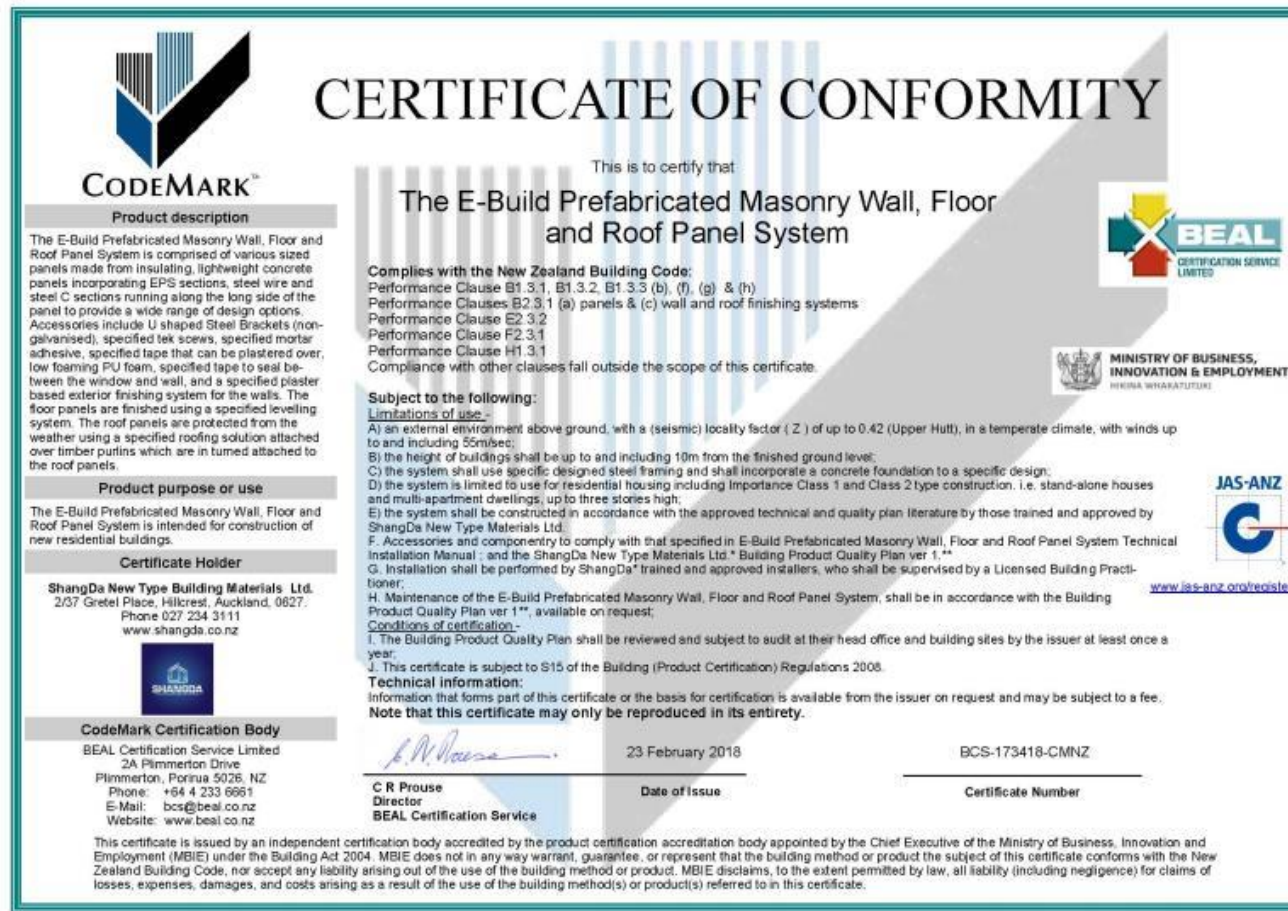 CODEMARK™
Product description
The E-Build Prefabricated Masonry Wall, Floor and
Roof Panel System is comprised of various sized
panels made from insulating, lightweight concrete
panels incorporating EPS sections, steel wire and
steel C sections running along the long side of the
panel to provide a wide range of design options.
Accessories include U shaped Steel Brackets (non-
galvanised), specified tek scews, specified mortar
adhesive, specified tape that can be plastered over,
low foaming PU foam, specified tape to seal be-
tween the window and wall, and a specified plaster
based exterior finishing system for the walls. The
floor panels are finished using a specified levelling
system. The roof panels are protected from the
weather using a specified roofing solution attached
over timber purlins which are in turned attached to
the roof panels.
Product purpose or use
The E-Build Prefabricated Masonry Wall, Floor and
Roof Panel System is intended for construction of
new residential buildings.
Certificate Holder
ShangDa New Type Building Materials Ltd.
2/37 Gretel Place, Hillcrest, Auckland, 0627.
Phone 027 234 3111
www.shangda.co.nz
SHANGDA
CodeMark Certification Body
BEAL Certification Service Limited
2A Plimmerton Drive
Plimmerton, Porirua 5026, NZ
Phone: +64 4 233 6661
E-Mail: bcs@beal.co.nz
Website: www.beal.co.nz
CERTIFICATE OF CONFORMITY
This is to certify that
The E-Build Prefabricated Masonry Wall, Floor
and Roof Panel System
Complies with the New Zealand Building Code:
Performance Clause B1.3.1, B1.3.2, B1.3.3 (b), (f), (g) & (h)
Performance Clauses B2.3.1 (a) panels & (c) wall and roof finishing systems
Performance Clause E2.3.2
Performance Clause F2.3.1
Performance Clause H1.3.1
Compliance with other clauses fall outside the scope of this certificate.
Subject to the following:
Limitations of use -
A) an external environment above ground, with a (seismic) locality factor ( Z ) of up to 0.42 (Upper Hutt), in a temperate climate, with winds up
to and including 55m/sec;
B) the height of buildings shall be up to and including 10m from the finished ground level;
C) the system shall use specific designed steel framing and shall incorporate a concrete foundation to a specific design;
D) the system is limited to use for residential housing including Importance Class 1 and Class 2 type construction. i.e. stand-alone houses
and multi-apartment dwellings, up to three stories high;
E) the system shall be constructed in accordance with the approved technical and quality plan literature by those trained and approved by
ShangDa New Type Materials Ltd.
F. Accessories and componentry to comply with that specified in E-Build Prefabricated Masonry Wall, Floor and Roof Panel System Technical
Installation Manual ; and the ShangDa New Type Materials Ltd.* Building Product Quality Plan ver 1.**
G. Installation shall be performed by ShangDa* trained and approved installers, who shall be supervised by a Licensed Building Practi-
tioner;
H. Maintenance of the E-Build Prefabricated Masonry Wall, Floor and Roof Panel System, shall be in accordance with the Building
Product Quality Plan ver 1**, available on request;
Conditions of certification -
I. The Building Product Quality Plan shall be reviewed and subject to audit at their head office and building sites by the issuer at least once a
year;
J. This certificate is subject to S15 of the Building (Product Certification) Regulations 2008.
Technical information:
Information that forms part of this certificate or the basis for certification is available from the issuer on request and may be subject to a fee.
Note that this certificate may only be reproduced in its entirety.
23 February 2018
BCS-173418-CMNZ
C R Prouse
Director
BEAL Certification Service
Date of Issue
Certificate Number
BEAL
CERTIFICATION SERVICE
LIMITED
MINISTRY OF BUSINESS,
INNOVATION & EMPLOYMENT
HIKINA WHAKATUTUKI
JAS-ANZ
www.jas-anz.org/registe
This certificate is issued by an independent certification body accredited by the product certification accreditation body appointed by the Chief Executive of the Ministry of Business, Innovation and
Employment (MBIE) under the Building Act 2004. MBIE does not in any way warrant, guarantee, or represent that the building method or product the subject of this certificate conforms with the New
Zealand Building Code, nor accept any liability arising out of the use of the building method or product. MBIE disclaims, to the extent permitted by law, all liability (including negligence) for claims of
losses, expenses, damages, and costs arising as a result of the use of the building method(s) or product(s) referred to in this certificate.